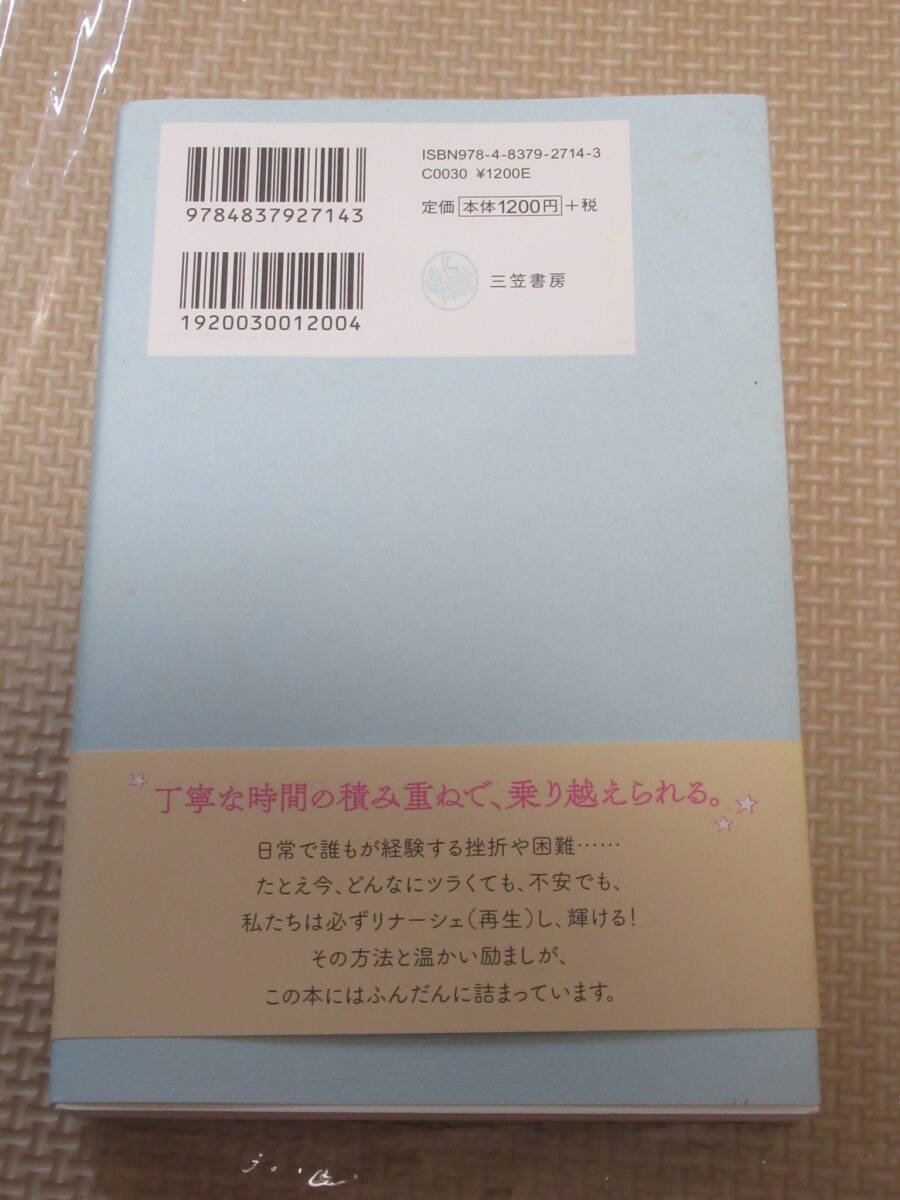 9784837927143
1920030012004
ISBN978-4-8379-2714-3
C0030 ¥1200E
定価 本体1200円 +税
三笠書房
丁寧な時間の積み重ねで、乗り越えられる。
日常で誰もが経験する挫折や困難……
たとえ今、どんなにツラくても、不安でも、
私たちは必ずリナーシェ(再生)し、輝ける!
その方法と温かい励ましが、
この本にはふんだんに詰まっています。